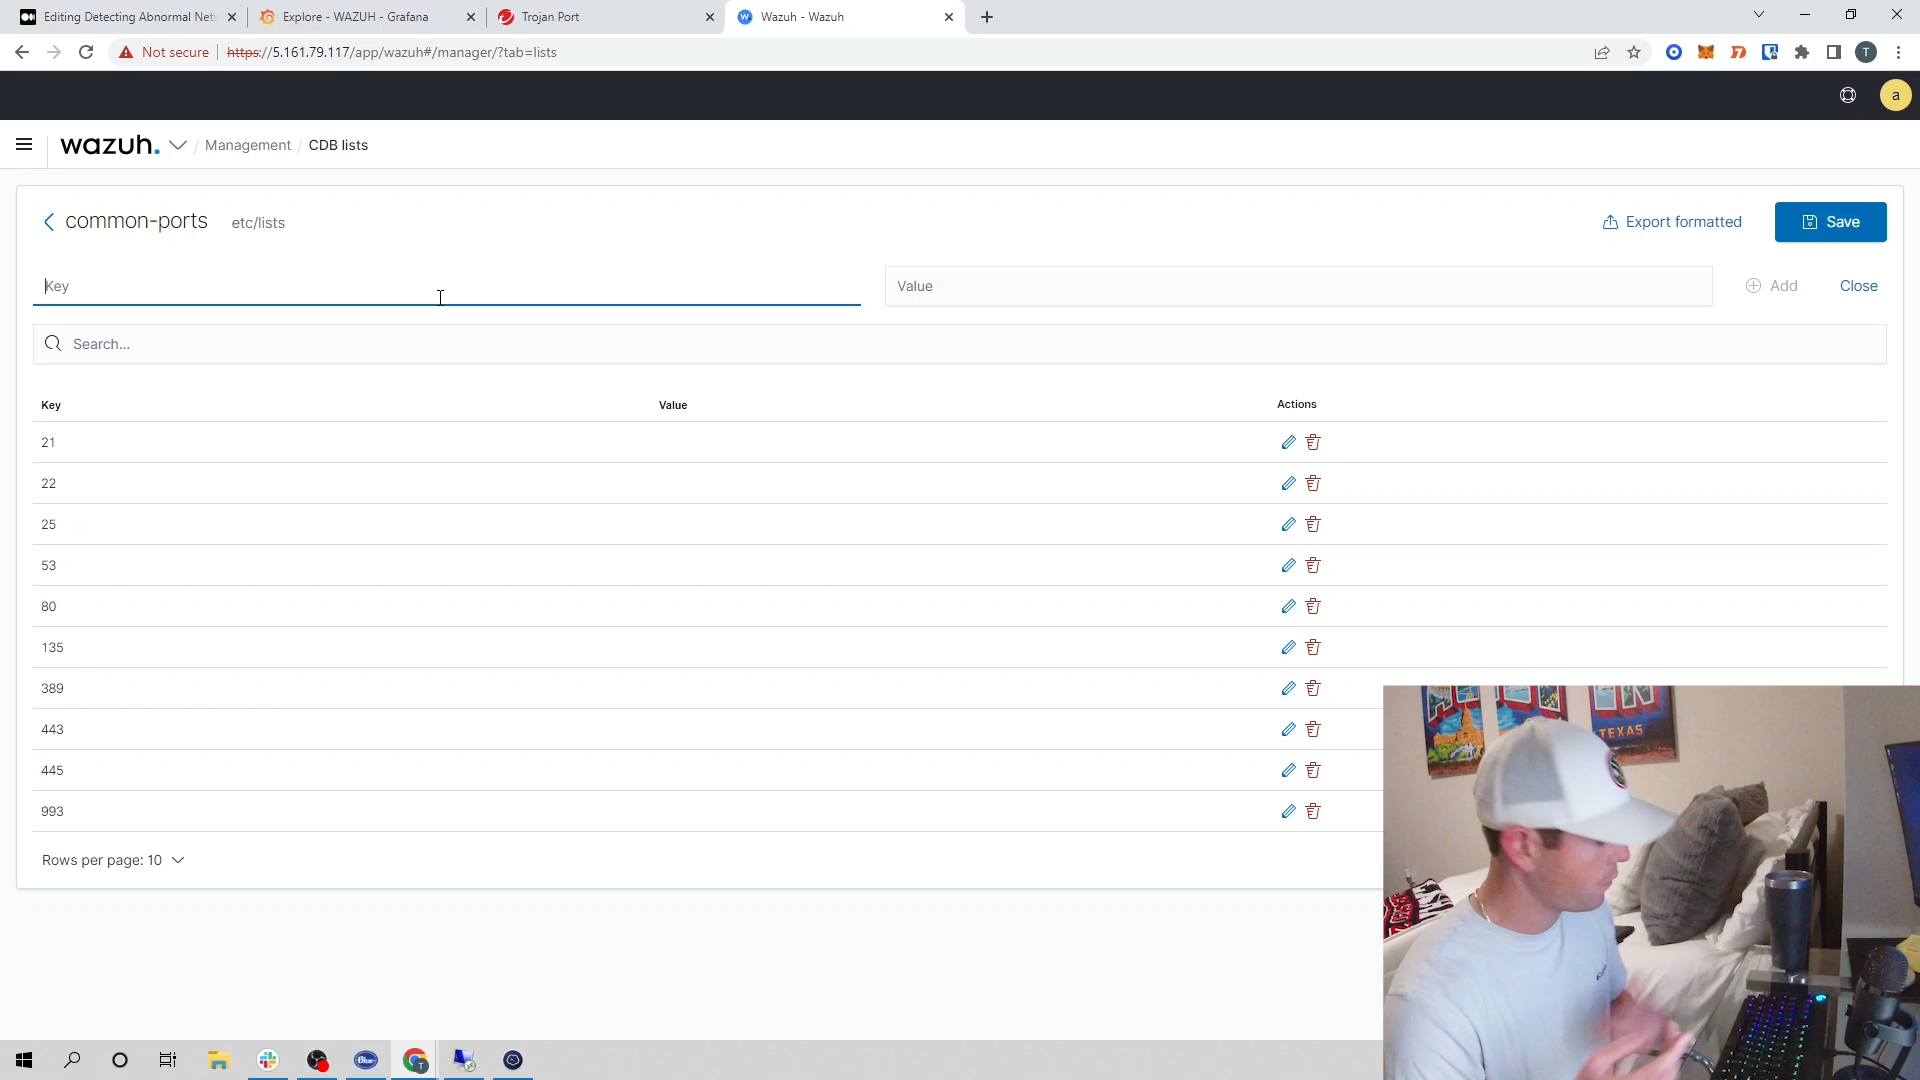 Editing Detecting Abnormal Netw
Explore - WAZUH - Grafana
Trojan Port
Wazuh - Wazuh
Not secure
https://5.161.79.117/app/wazuh#/manager/?tab=lists
T
a
wazuh. / Management / CDB lists
common-ports etc/lists
Export formatted
Save
Key
Value
Add
Close
Search...
Key Value Actions
21
22
25
53
80
135
389
443
445
993
Rows per page: 10
TEXAS
Blue